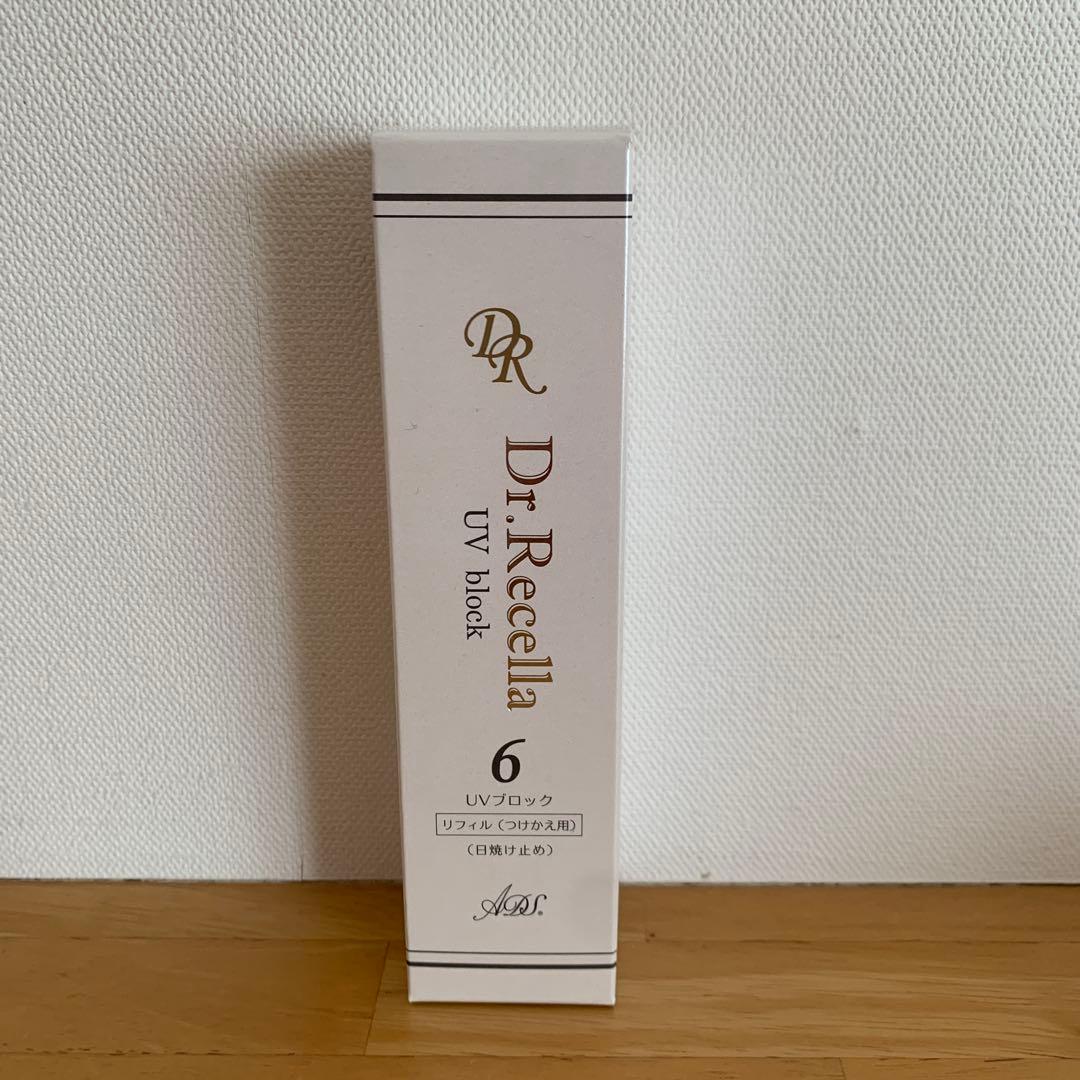 DR
Dr.Recella
UV block
6
UVブロック
リフィル（つけかえ用）
（日焼け止め）
ADS®